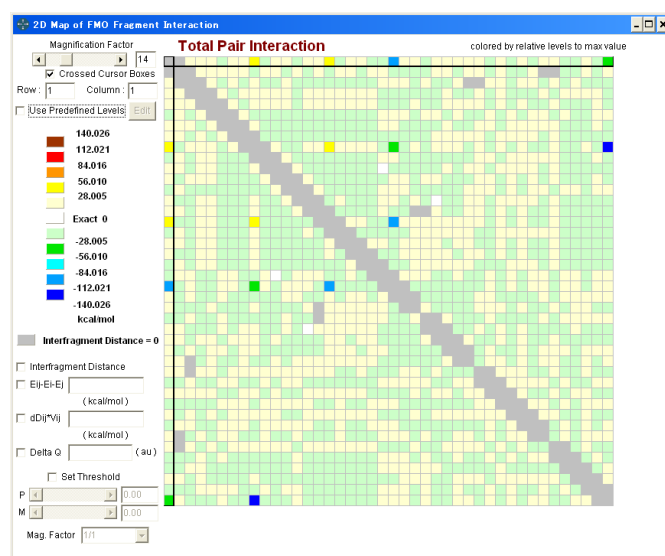 2D Map of FMO Fragment Interaction
Magnification Factor
14
Crossed Cursor Boxes
Row : 1 Column : 1
Use Predefined Levels Edit
Total Pair Interaction
colored by relative levels to max value
140.026
112.021
84.016
56.010
28.005
Exact 0
-28.005
-56.010
-84.016
-112.021
-140.026
kcal/mol
Interfragment Distance = 0
Interfragment Distance
Eij-Ei-Ej
(kcal/mol)
dDij*Vij
(kcal/mol)
Delta Q (au)
Set Threshold
P 0.00
M 0.00
Mag. Factor 1/1